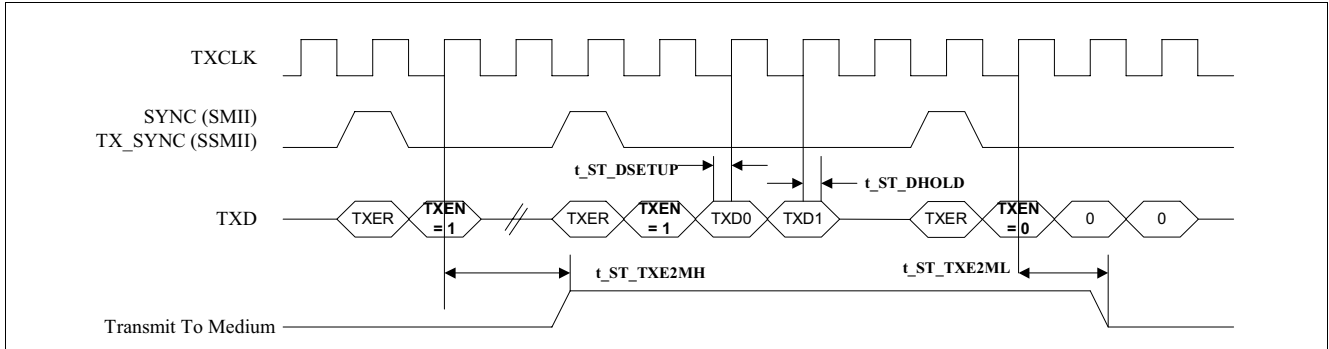 TXCLK
SYNC (SMII)
TX_SYNC (SSMII)
t_ST_DSETUP
t_ST_DHOLD
TXD
TXER
TXEN
= 1
TXER
TXEN
= 1
TXD0
TXD1
TXER
TXEN
= 0
0
0
t_ST_TXE2MH
t_ST_TXE2ML
Transmit To Medium